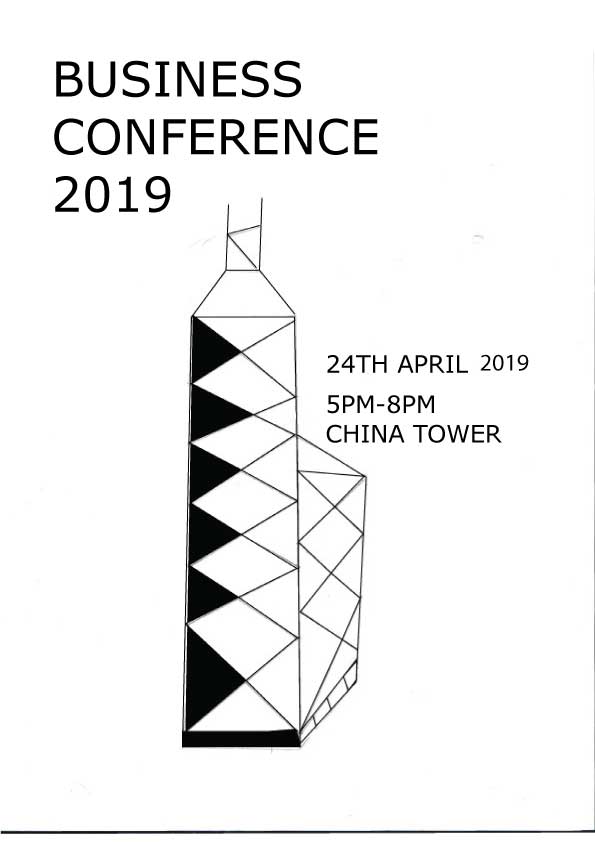 BUSINESS
CONFERENCE
2019
24TH APRIL 2019
5PM-8PM
CHINA TOWER